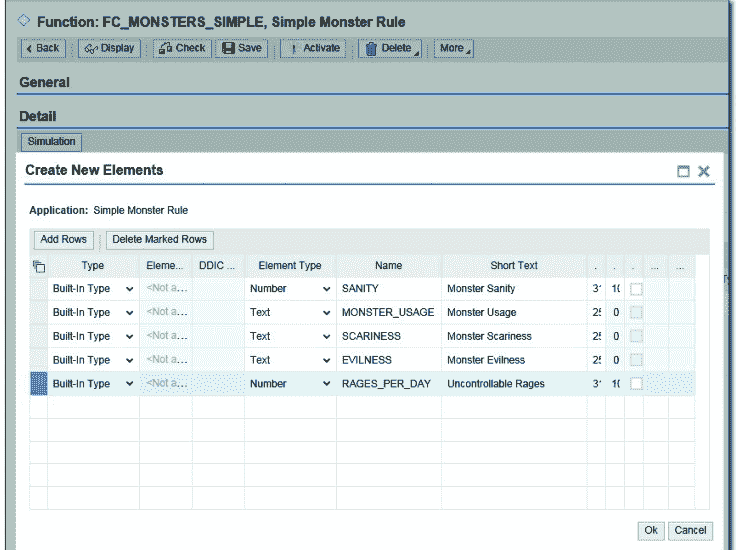 Function: FC_MONSTERS_SIMPLE, Simple Monster Rule
Back Display Check Save Activate Delete More
General
Detail
Simulation
Create New Elements
Application: Simple Monster Rule
Add Rows Delete Marked Rows
Type Eleme... DDIC ... Element Type Name Short Text . . . ... ...
Built-In Type <Not a... Number SANITY Monster Sanity
Built-In Type <Not a... Text MONSTER_USAGE Monster Usage 0
Built-In Type <Not a... Text SCARINESS Monster Scariness 0
Built-In Type <Not a... Text EVILNESS Monster Evilness 0
Built-In Type <Not a... Number RAGES_PER_DAY Uncontrollable Rages
Ok Cancel